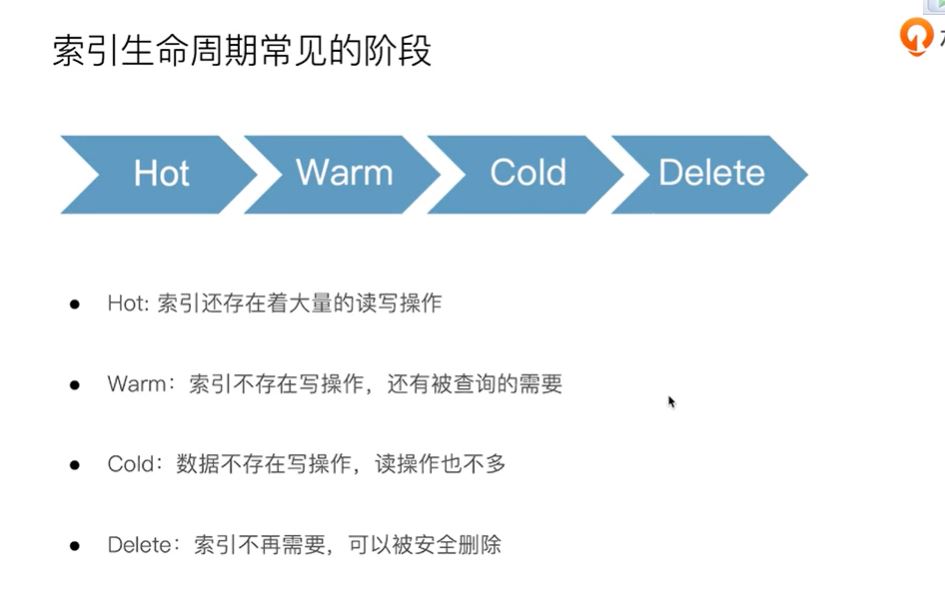 索引生命周期常见的阶段
Hot Warm Cold Delete
Hot: 索引还存在着大量的读写操作
Warm：索引不存在写操作，还有被查询的需要
Cold：数据不存在写操作，读操作也不多
Delete：索引不再需要，可以被安全删除